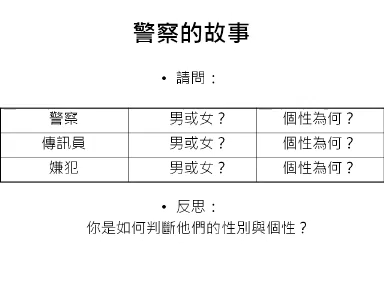 警察的故事
• 請問：
警察 男或女？ 個性為何？
傳訊員 男或女？ 個性為何？
嫌犯 男或女？ 個性為何？
• 反思：
你是如何判斷他們的性別與個性？